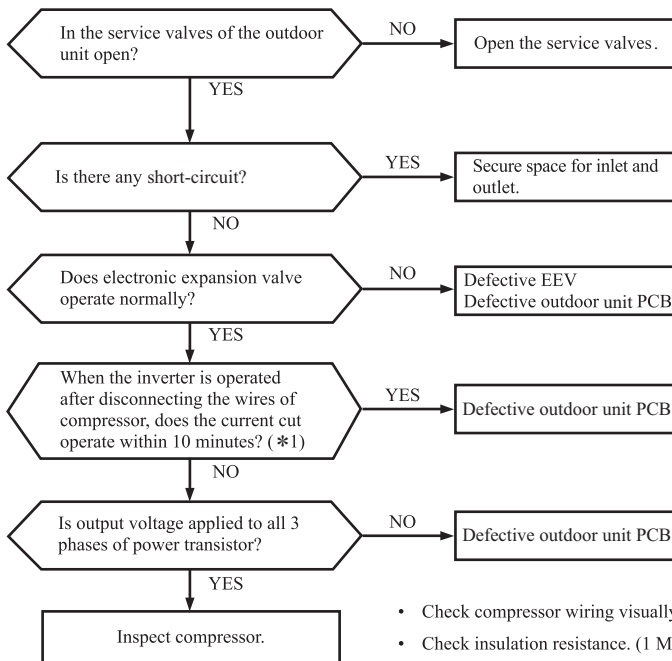 In the service valves of the outdoor
unit open?
NO
Open the service valves.
YES
Is there any short-circuit?
YES
Secure space for inlet and
outlet.
NO
Does electronic expansion valve
operate normally?
NO
Defective EEV
Defective outdoor unit PCB
YES
When the inverter is operated
after disconnecting the wires of
compressor, does the current cut
operate within 10 minutes? (*1)
YES
Defective outdoor unit PCB
NO
Is output voltage applied to all 3
phases of power transistor?
NO
Defective outdoor unit PCB
YES
Inspect compressor.
• Check compressor wiring visually
• Check insulation resistance. (1 M